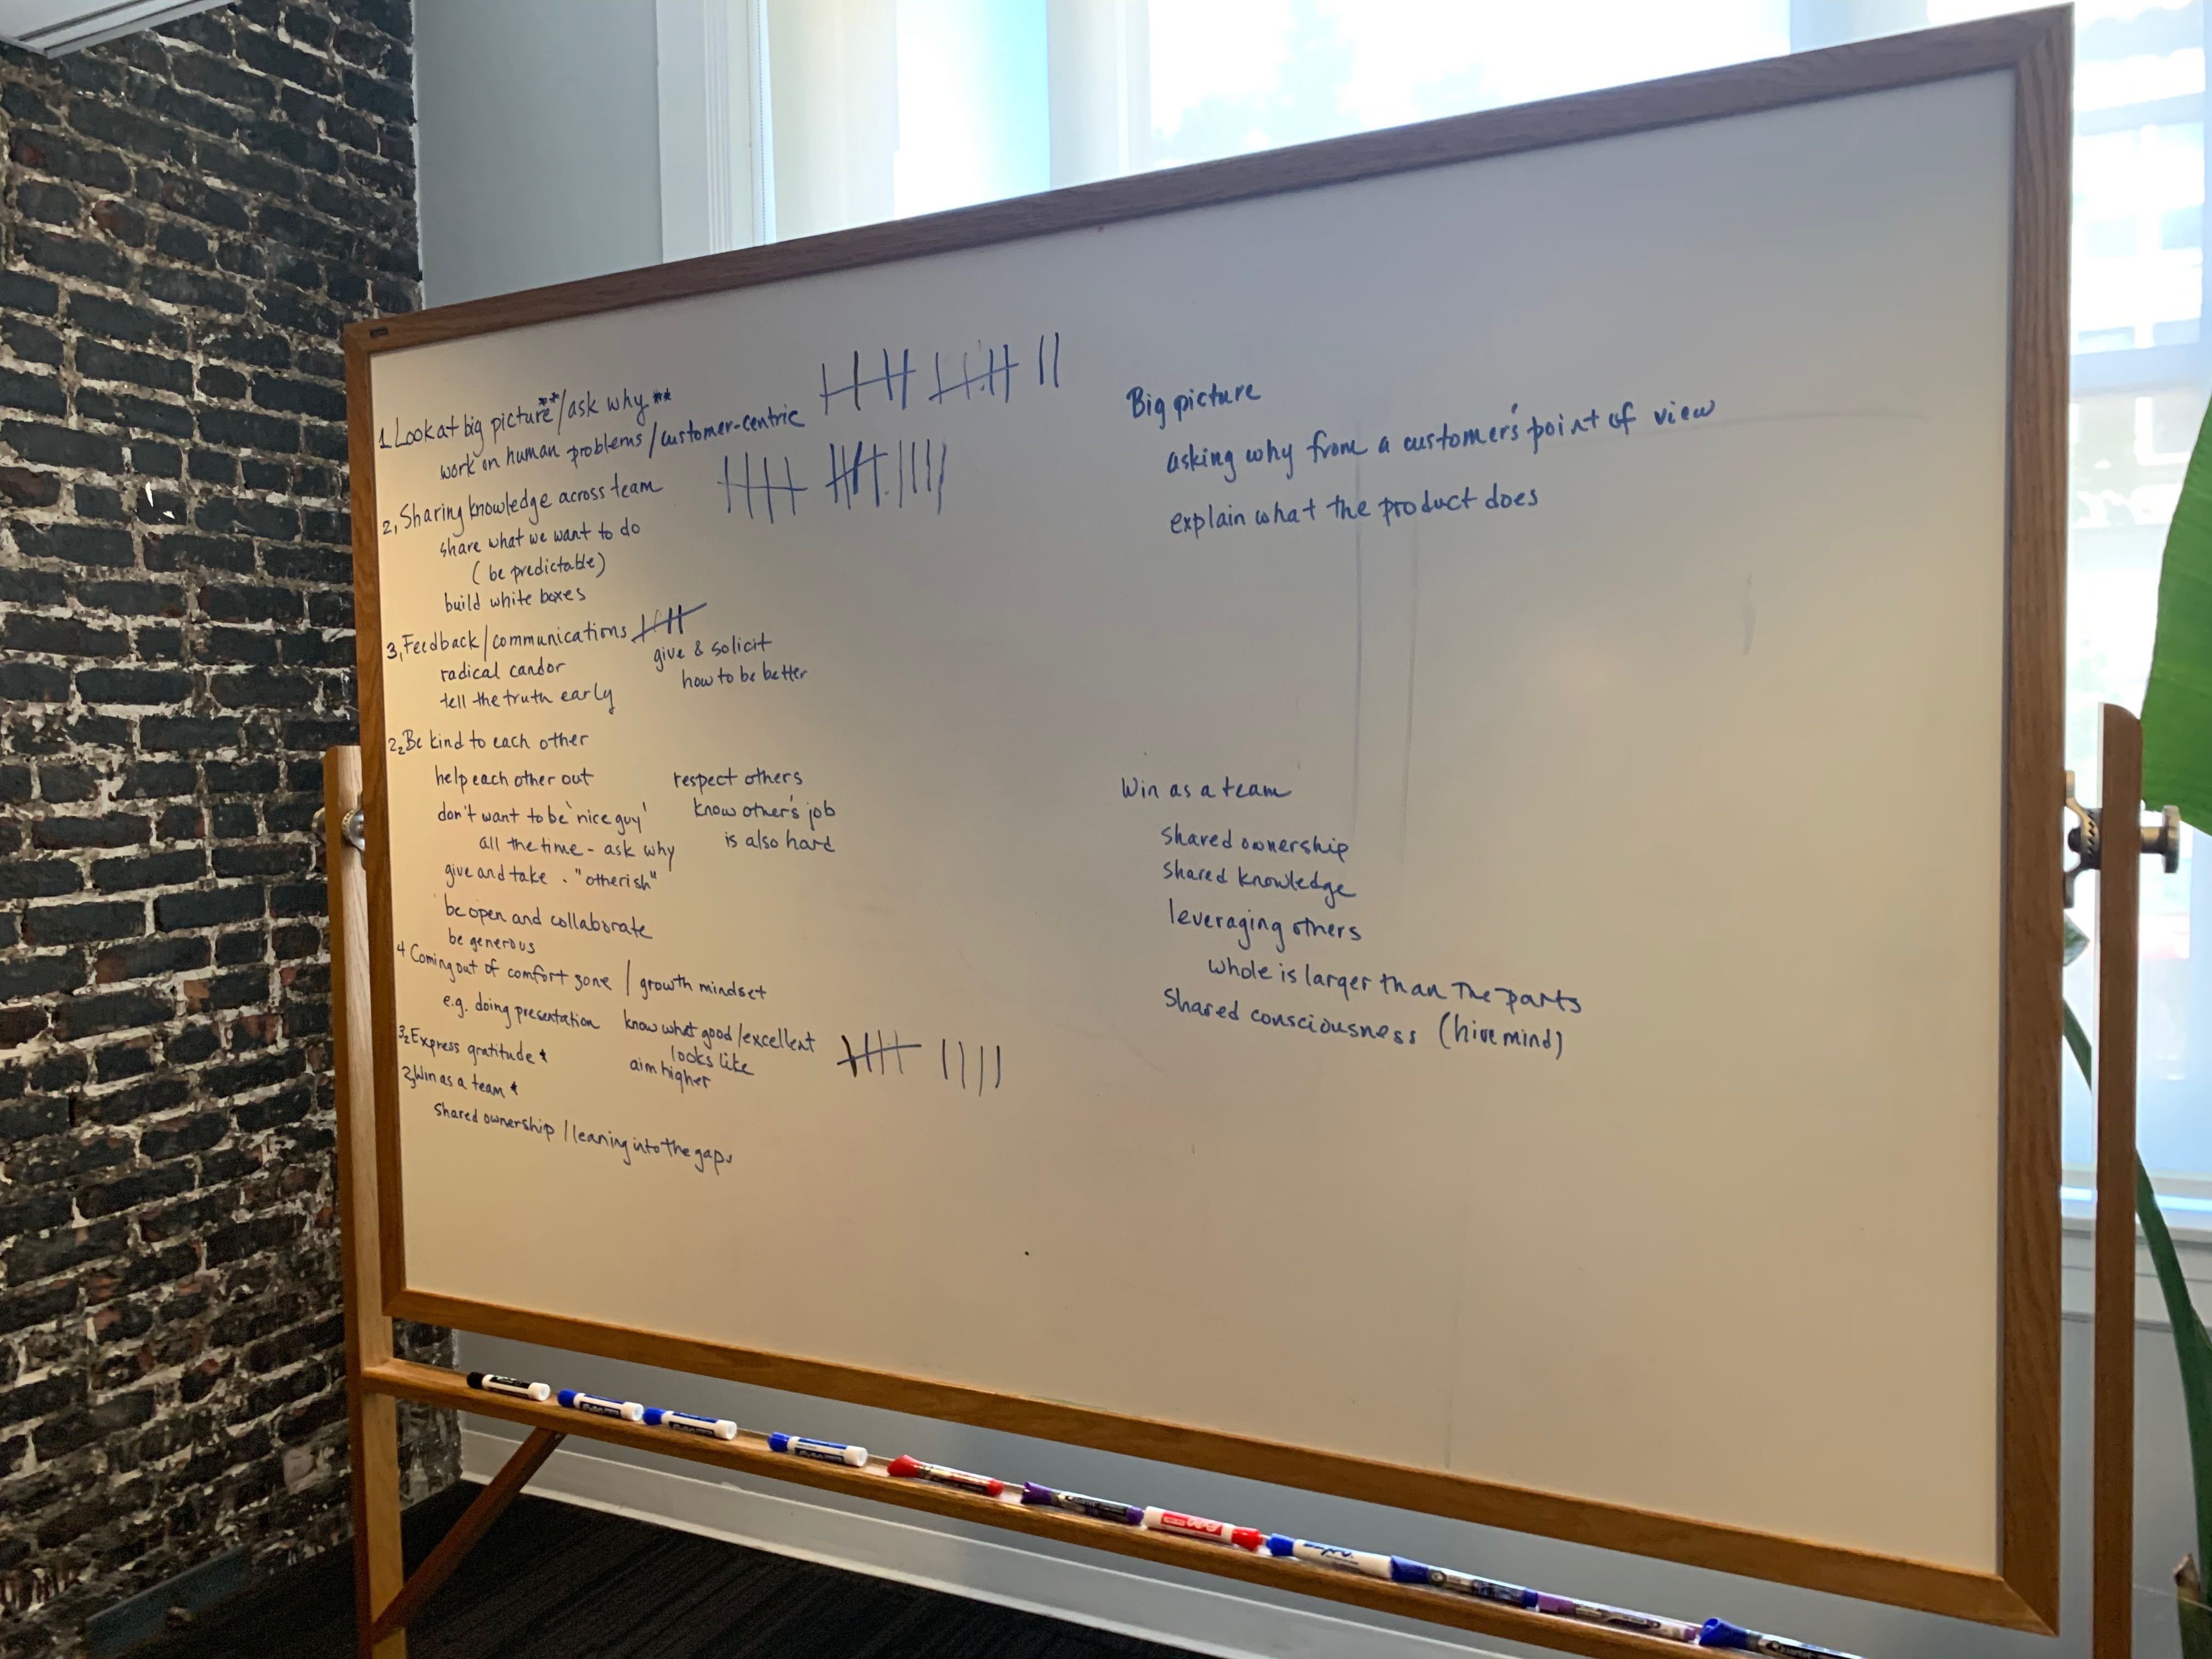 1. Look at big picture**/ask why**
work on human problems/customer-centric
2, Sharing knowledge across team
share what we want to do
(be predictable)
build white boxes
3, Feedback/communications
radical candor
tell the truth early
give & solicit
how to be better
2₂ Be kind to each other
help each other out
don't want to be 'nice guy'
all the time - ask why
give and take . "otherish"
be open and collaborate
be generous
respect others
know other's job
is also hard
4 Coming out of comfort zone / growth mindset
e.g. doing presentation
know what good/excellent
looks like
aim higher
3₂ Express gratitude*
2₃ Win as a team*
Shared ownership / leaning into the gaps
Big picture
asking why from a customer's point of view
explain what the product does
Win as a team
shared ownership
shared knowledge
leveraging others
whole is larger than the parts
Shared consciousness (hive mind)